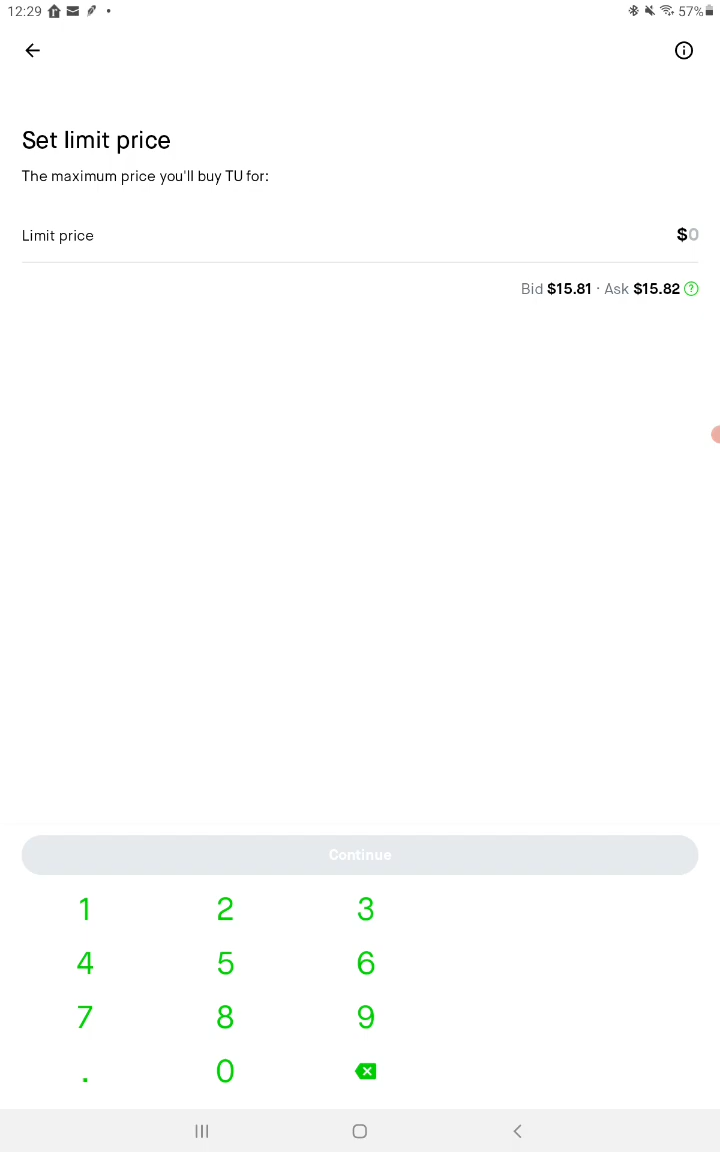 12:29 57%
Set limit price
The maximum price you'll buy TU for:
Limit price $0
Bid $15.81 · Ask $15.82
Continue
1 2 3
4 5 6
7 8 9
. 0